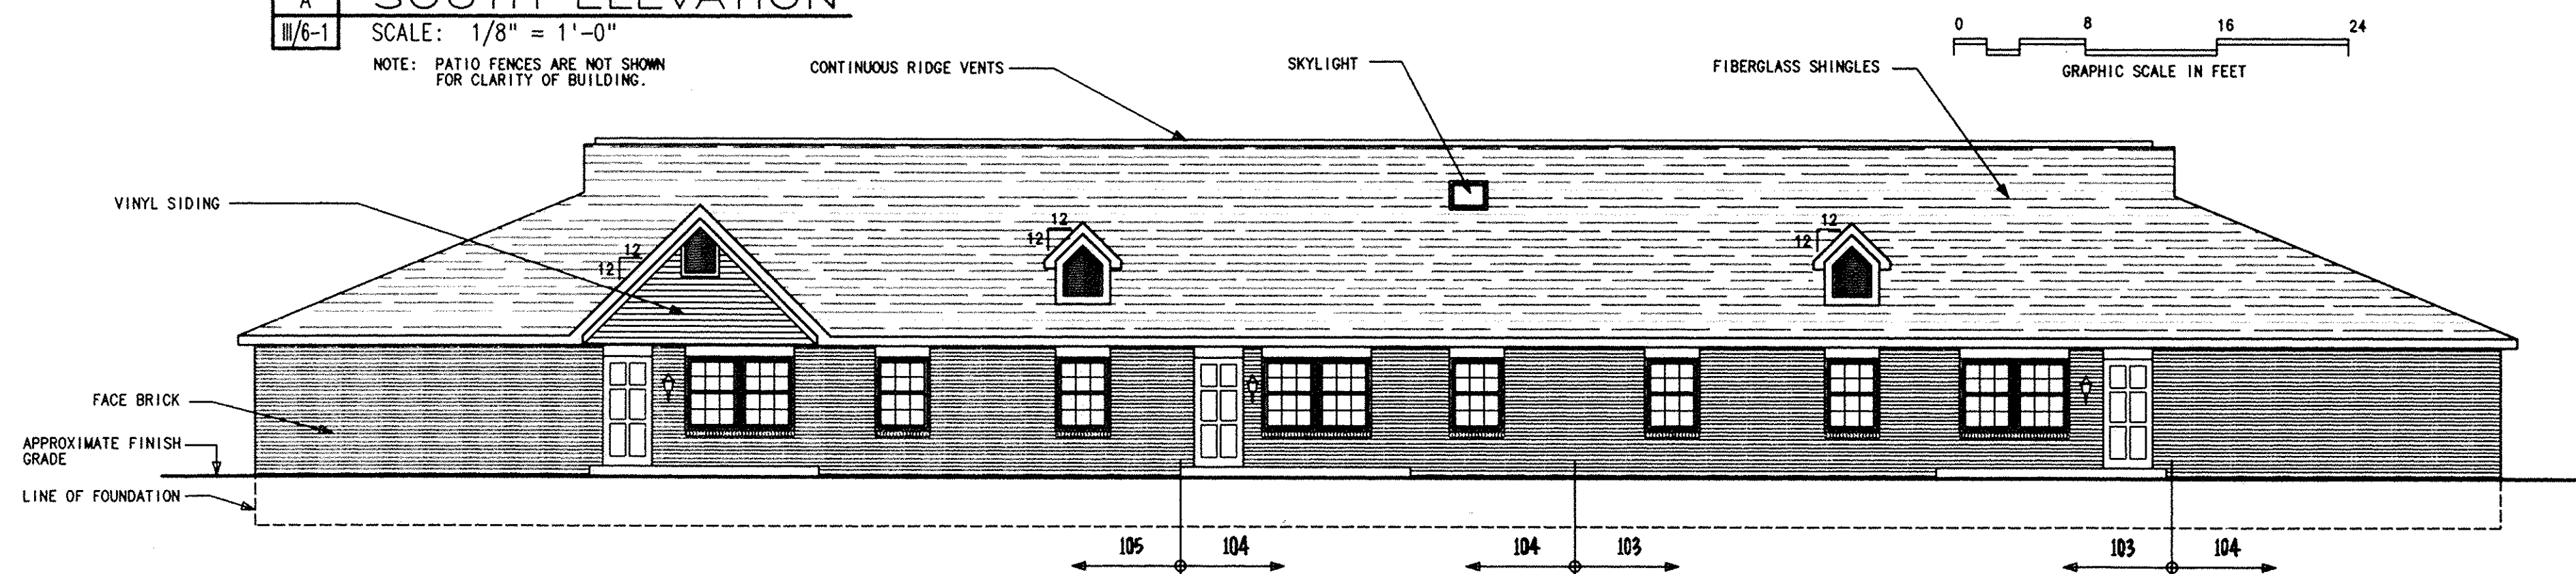 A SOUTH ELEVATION
III/6-1 SCALE: 1/8" = 1'-0"
NOTE: PATIO FENCES ARE NOT SHOWN
FOR CLARITY OF BUILDING.
0 8 16 24
GRAPHIC SCALE IN FEET
CONTINUOUS RIDGE VENTS
SKYLIGHT
FIBERGLASS SHINGLES
VINYL SIDING
12
12
12
12
12
12
FACE BRICK
APPROXIMATE FINISH
GRADE
LINE OF FOUNDATION
105 104
104 103
103 104